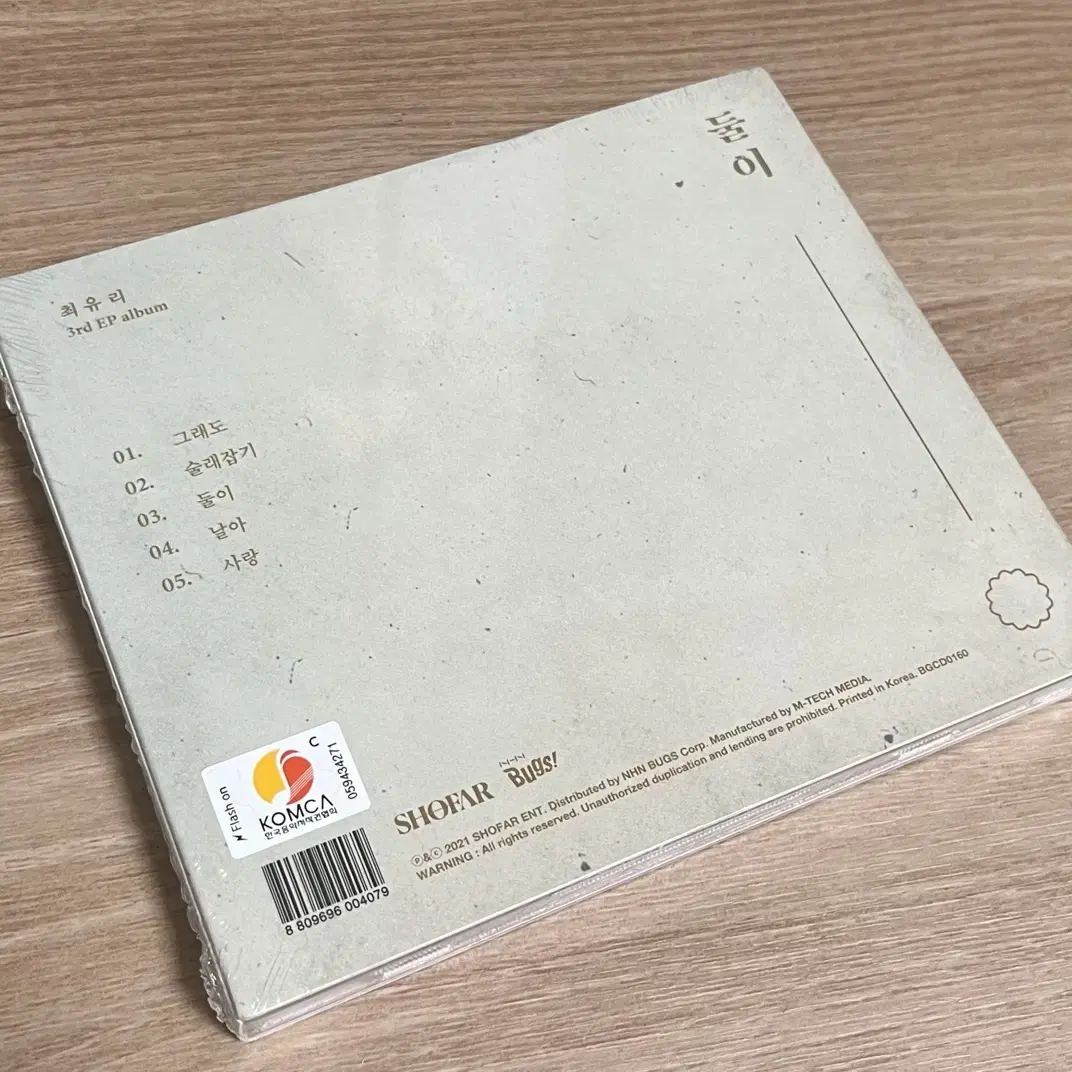 둘이
최유리
3rd EP album
01. 그래도
02. 술래잡기
03. 둘이
04. 날아
05. 사랑
Flash on
C
KOMCA
한국음악저작권협회
059434271
8 809696 004079
SHOFAR
NHN
Bugs!
Ⓟ&Ⓒ 2021 SHOFAR ENT. Distributed by NHN BUGS Corp. Manufactured by M-TECH MEDIA.
WARNING : All rights reserved. Unauthorized duplication and lending are prohibited. Printed in Korea. BGCD0160